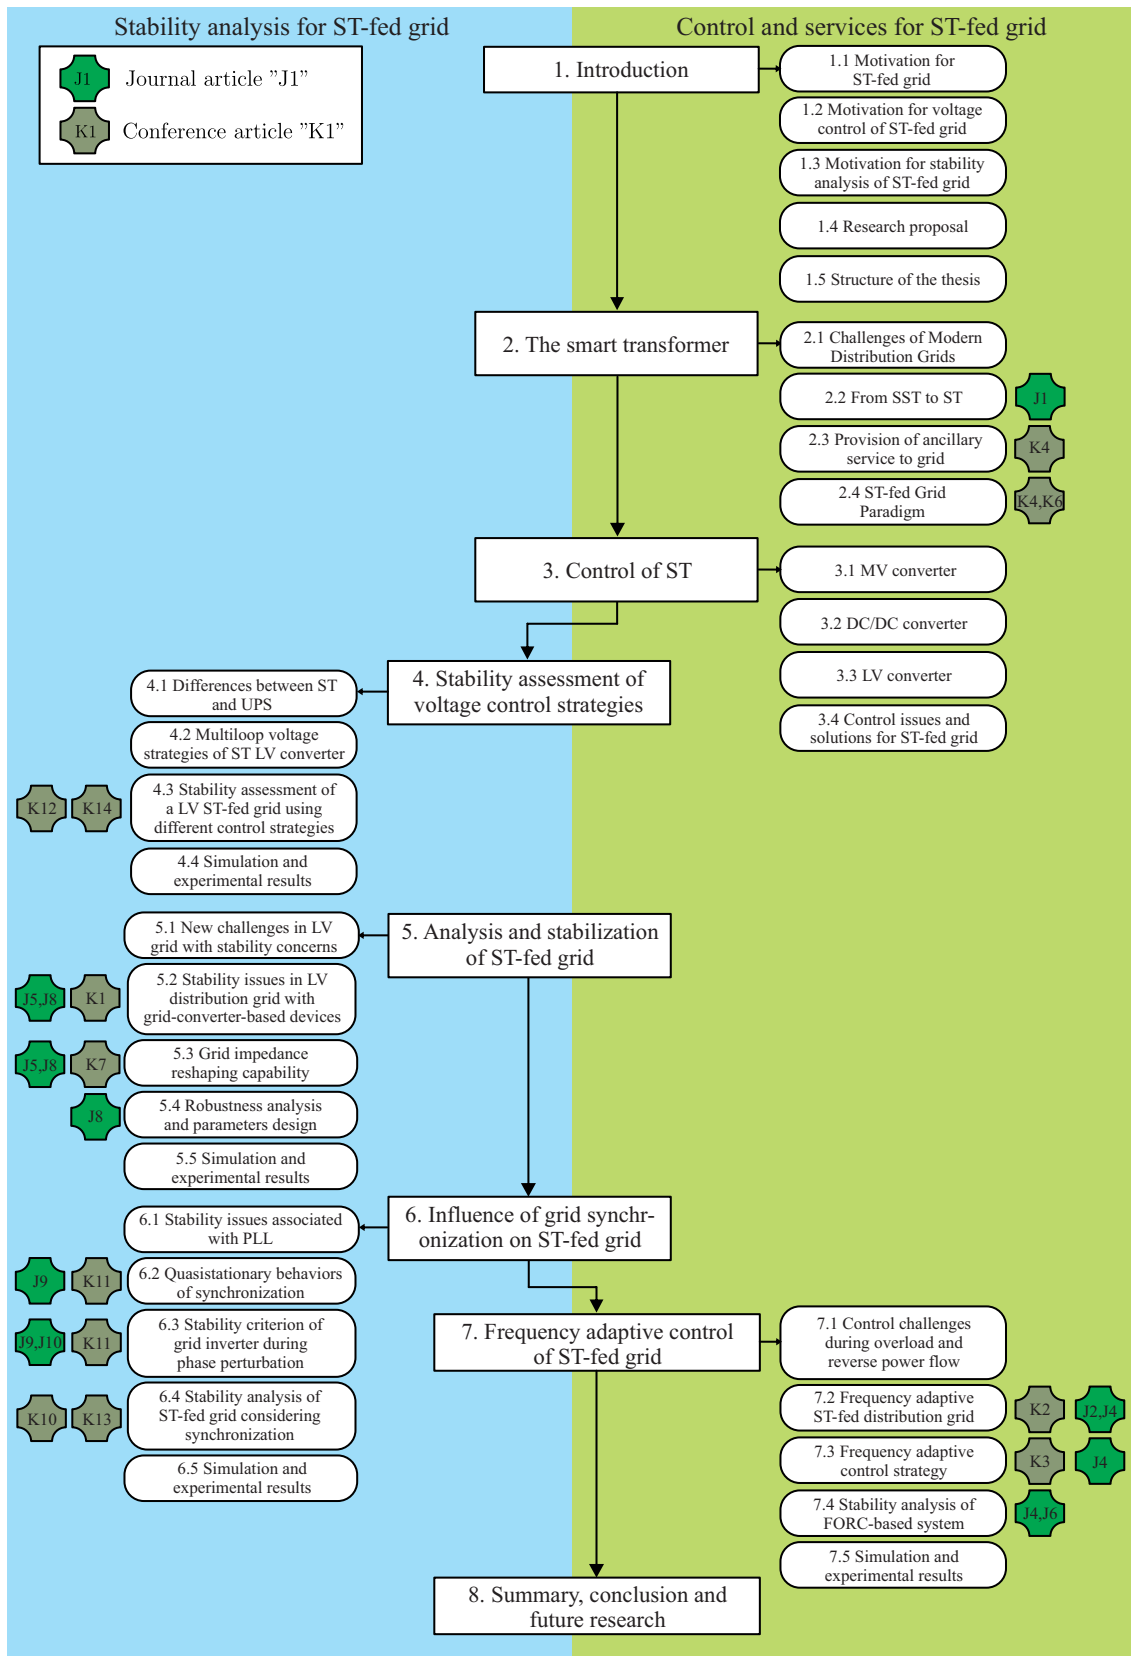 Stability analysis for ST-fed grid
Control and services for ST-fed grid
J1
Journal article "J1"
K1
Conference article "K1"
1. Introduction
1.1 Motivation for
ST-fed grid
1.2 Motivation for voltage
control of ST-fed grid
1.3 Motivation for stability
analysis of ST-fed grid
1.4 Research proposal
1.5 Structure of the thesis
2. The smart transformer
2.1 Challenges of Modern
Distribution Grids
2.2 From SST to ST
J1
2.3 Provision of ancillary
service to grid
K4
2.4 ST-fed Grid
Paradigm
K4,K6
3. Control of ST
3.1 MV converter
3.2 DC/DC converter
3.3 LV converter
3.4 Control issues and
solutions for ST-fed grid
4. Stability assessment of
voltage control strategies
4.1 Differences between ST
and UPS
4.2 Multiloop voltage
strategies of ST LV converter
K12
K14
4.3 Stability assessment of
a LV ST-fed grid using
different control strategies
4.4 Simulation and
experimental results
5. Analysis and stabilization
of ST-fed grid
5.1 New challenges in LV
grid with stability concerns
J5,J8
K1
5.2 Stability issues in LV
distribution grid with
grid-converter-based devices
J5,J8
K7
5.3 Grid impedance
reshaping capability
J8
5.4 Robustness analysis
and parameters design
5.5 Simulation and
experimental results
6. Influence of grid synchr-
onization on ST-fed grid
6.1 Stability issues associated
with PLL
J9
K11
6.2 Quasistationary behaviors
of synchronization
J9,J10
K11
6.3 Stability criterion of
grid inverter during
phase perturbation
K10
K13
6.4 Stability analysis of
ST-fed grid considering
synchronization
6.5 Simulation and
experimental results
7. Frequency adaptive control
of ST-fed grid
7.1 Control challenges
during overload and
reverse power flow
7.2 Frequency adaptive
ST-fed distribution grid
K2
J2,J4
7.3 Frequency adaptive
control strategy
K3
J4
7.4 Stability analysis of
FORC-based system
J4,J6
7.5 Simulation and
experimental results
8. Summary, conclusion and
future research